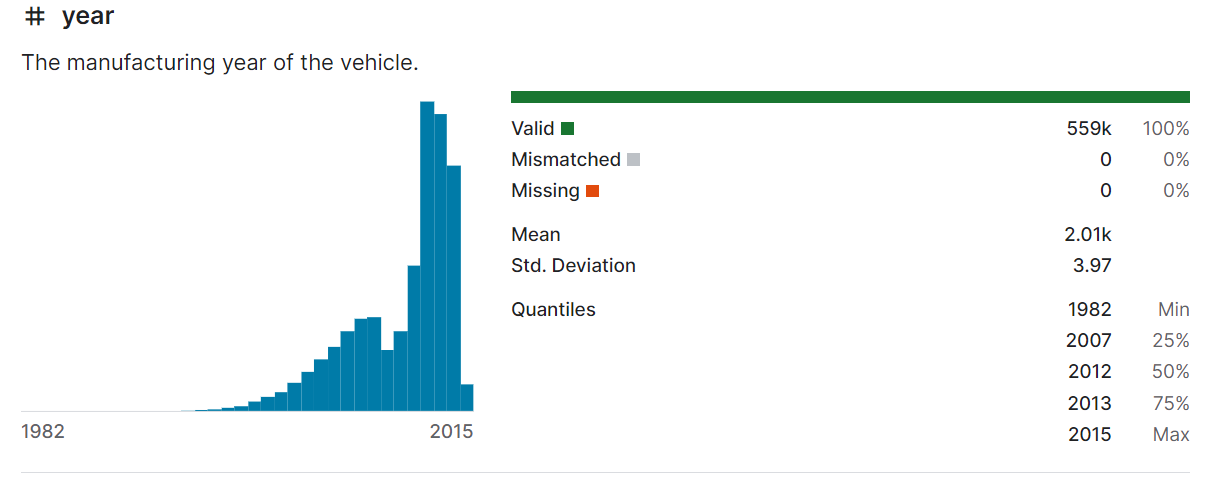 # year
The manufacturing year of the vehicle.
1982 2015
Valid 559k 100%
Mismatched 0 0%
Missing 0 0%
Mean 2.01k
Std. Deviation 3.97
Quantiles 1982 Min
2007 25%
2012 50%
2013 75%
2015 Max